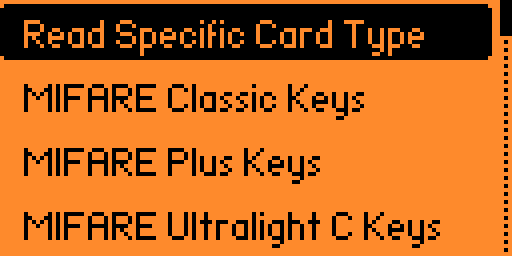 Read Specific Card Type
MIFARE Classic Keys
MIFARE Plus Keys
MIFARE Ultralight C Keys